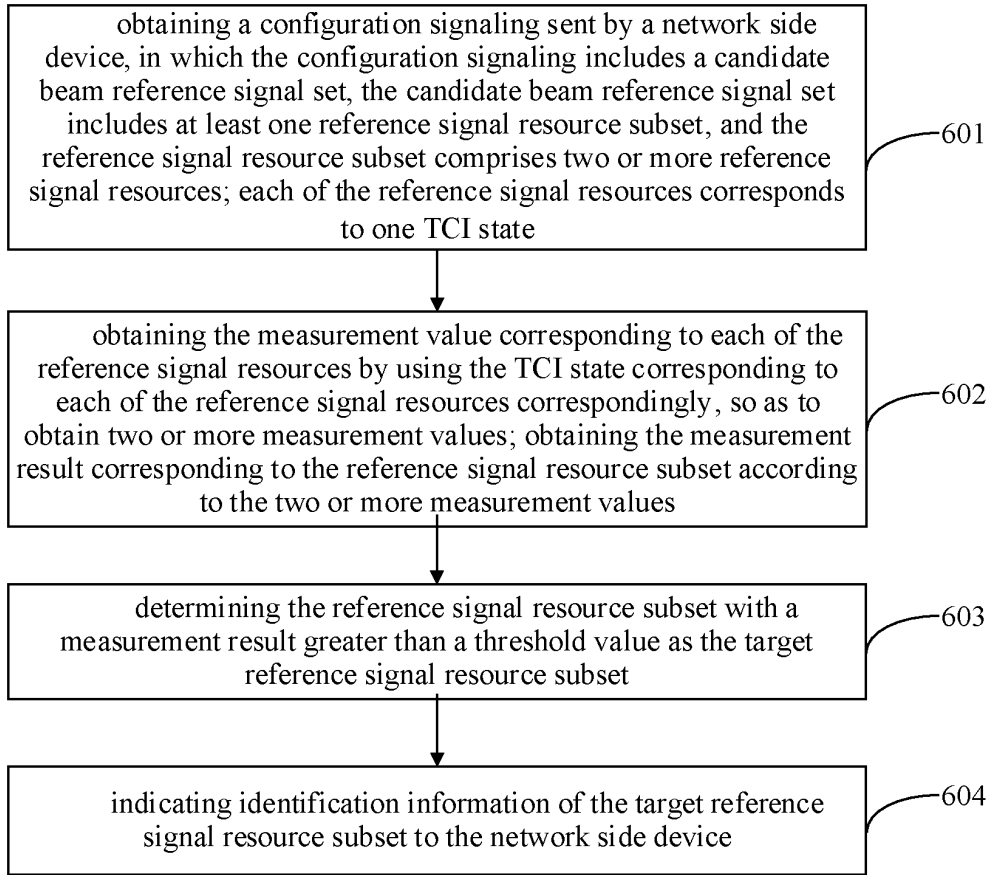 obtaining a configuration signaling sent by a network side
device, in which the configuration signaling includes a candidate
beam reference signal set, the candidate beam reference signal set
includes at least one reference signal resource subset, and the
reference signal resource subset comprises two or more reference
signal resources; each of the reference signal resources corresponds
to one TCI state
601
obtaining the measurement value corresponding to each of the
reference signal resources by using the TCI state corresponding to
each of the reference signal resources correspondingly, so as to
obtain two or more measurement values; obtaining the measurement
result corresponding to the reference signal resource subset according
to the two or more measurement values
602
determining the reference signal resource subset with a
measurement result greater than a threshold value as the target
reference signal resource subset
603
indicating identification information of the target reference
signal resource subset to the network side device
604